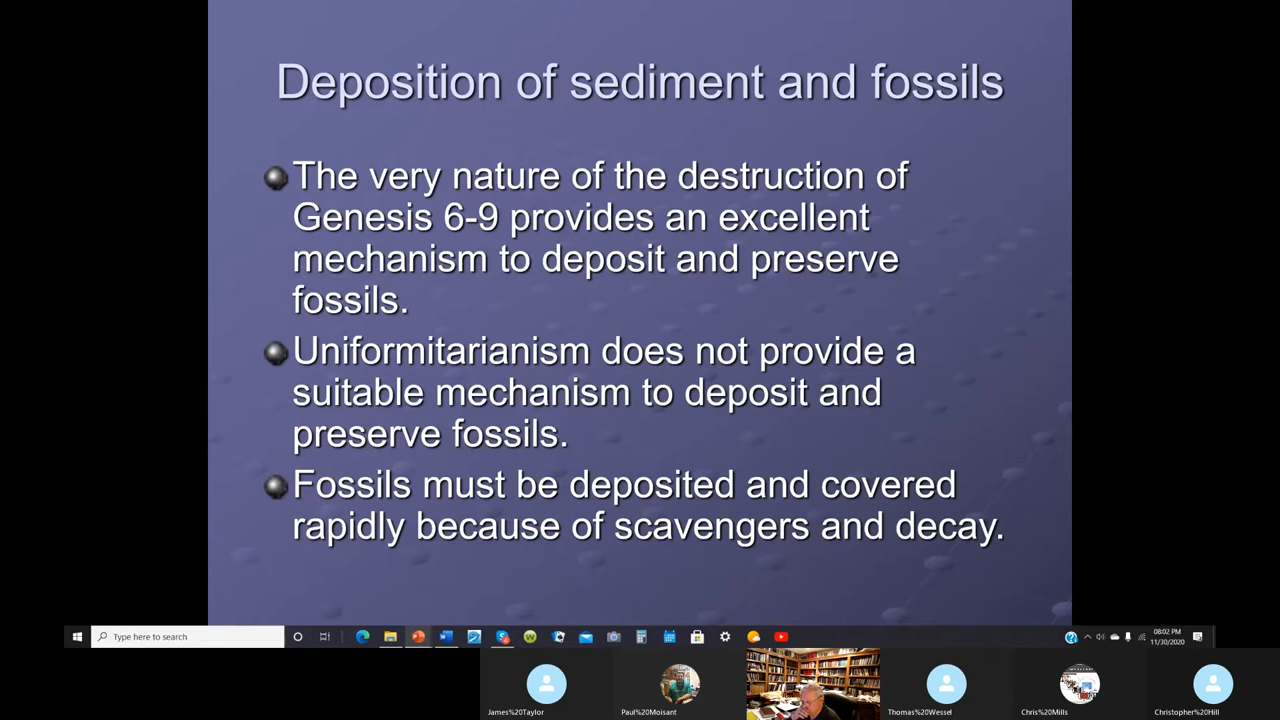 Deposition of sediment and fossils
The very nature of the destruction of
Genesis 6-9 provides an excellent
mechanism to deposit and preserve
fossils.
Uniformitarianism does not provide a
suitable mechanism to deposit and
preserve fossils.
Fossils must be deposited and covered
rapidly because of scavengers and decay.
Type here to search
08:02 PM
11/30/2020
James%20Taylor
Paul%20Moisant
Thomas%20Wessel
Chris%20Mills
Christopher%20Hill